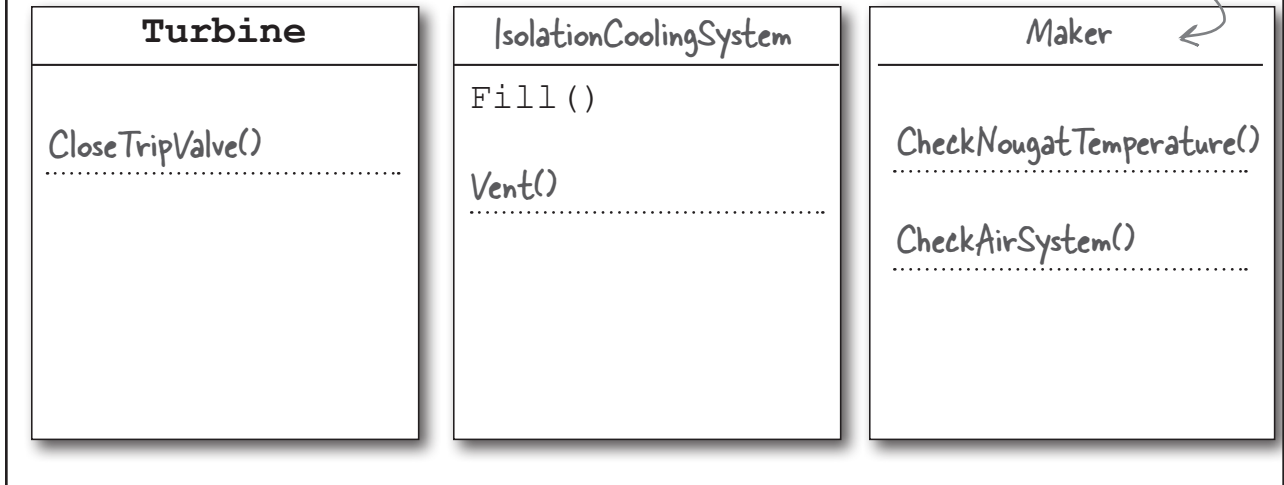 Turbine
CloseTripValve()
IsolationCoolingSystem
Fill()
Vent()
Maker
CheckNougatTemperature()
CheckAirSystem()